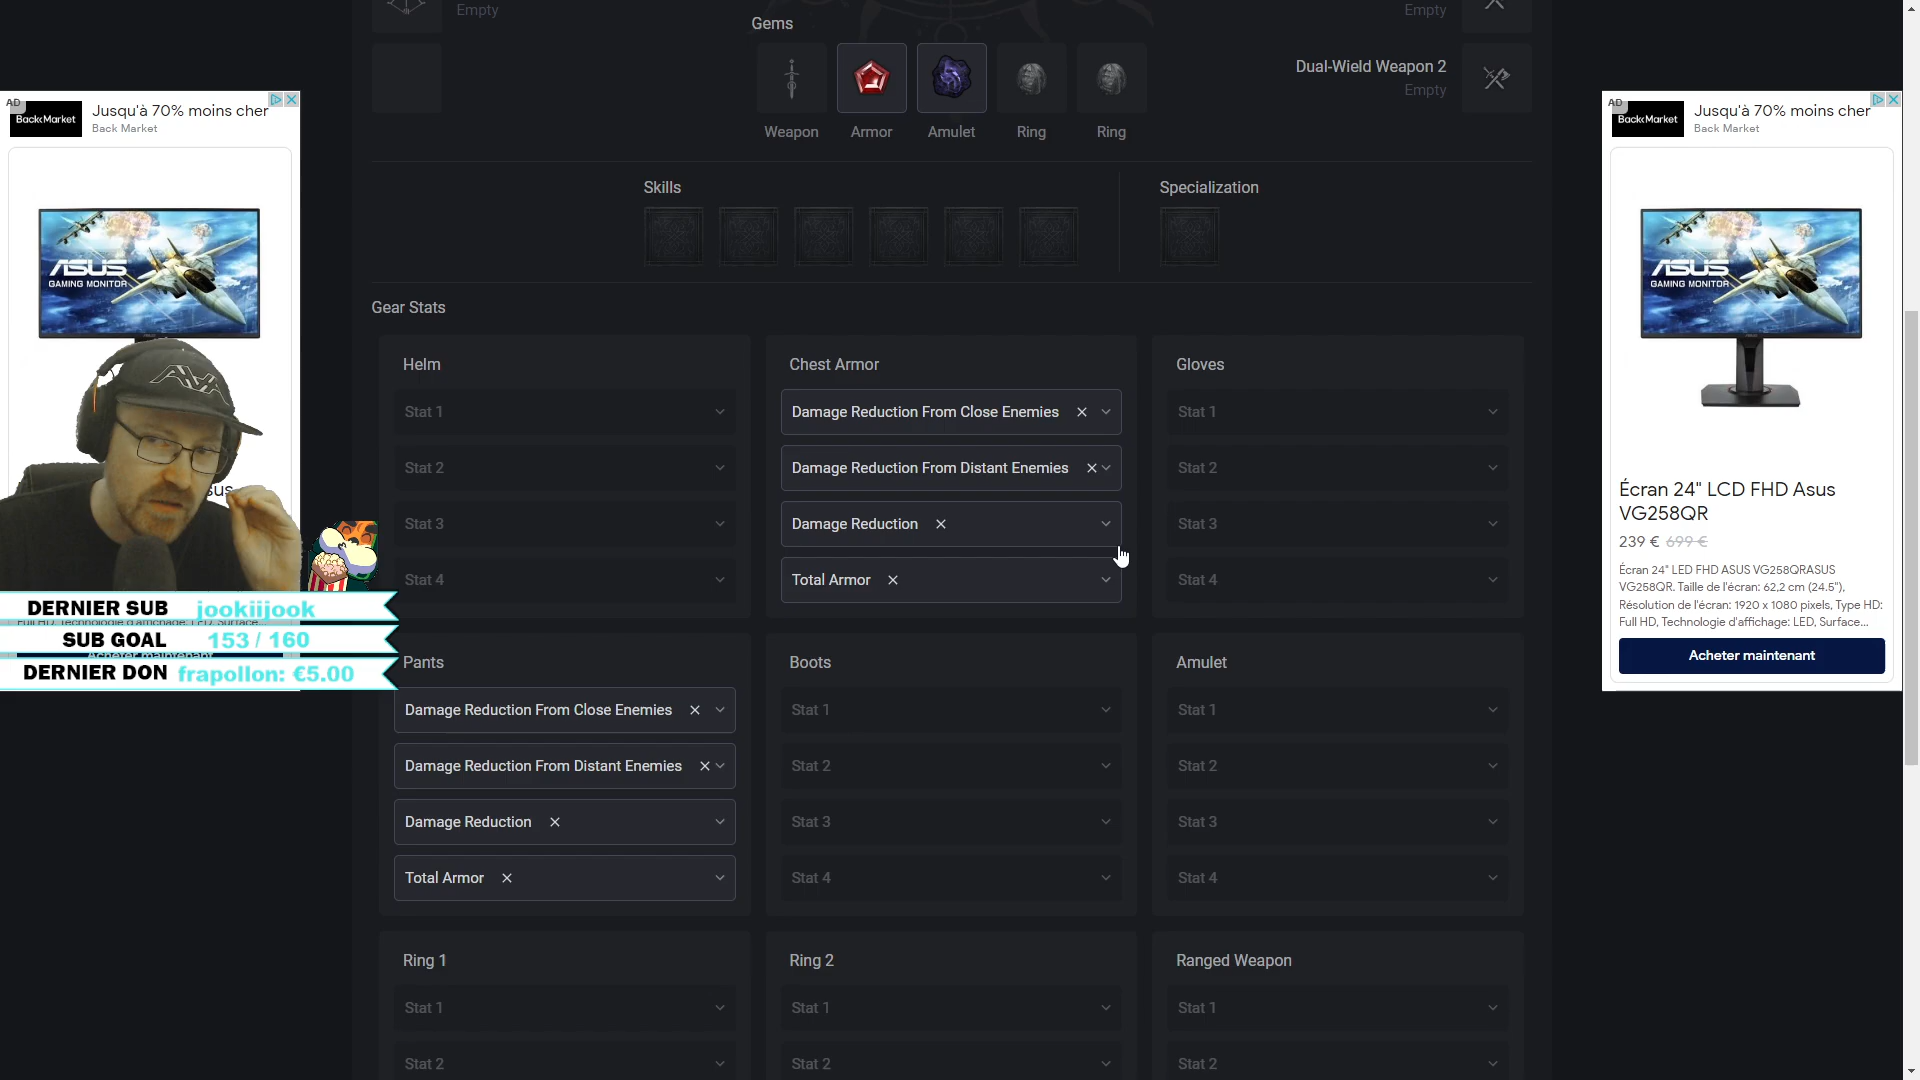 Empty
Gems
Empty
Dual-Wield Weapon 2
Empty
Weapon
Armor
Amulet
Ring
Ring
AD
BackMarket
Jusqu'à 70% moins cher
Back Market
ASUS
GAMING MONITOR
AD
BackMarket
Jusqu'à 70% moins cher
Back Market
ASUS
GAMING MONITOR
Écran 24" LCD FHD Asus
VG258QR
239 € 699 €
Écran 24" LED FHD ASUS VG258QRASUS
VG258QR. Taille de l'écran: 62,2 cm (24.5"),
Résolution de l'écran: 1920 x 1080 pixels, Type HD:
Full HD, Technologie d'affichage: LED, Surface...
Acheter maintenant
Skills
Specialization
Gear Stats
Helm
Stat 1
Stat 2
Stat 3
Stat 4
Chest Armor
Damage Reduction From Close Enemies
Damage Reduction From Distant Enemies
Damage Reduction
Total Armor
Gloves
Stat 1
Stat 2
Stat 3
Stat 4
DERNIER SUB jookiijook
SUB GOAL 153 / 160
DERNIER DON frapollon: €5.00
Pants
Damage Reduction From Close Enemies
Damage Reduction From Distant Enemies
Damage Reduction
Total Armor
Boots
Stat 1
Stat 2
Stat 3
Stat 4
Amulet
Stat 1
Stat 2
Stat 3
Stat 4
Ring 1
Stat 1
Stat 2
Ring 2
Stat 1
Stat 2
Ranged Weapon
Stat 1
Stat 2